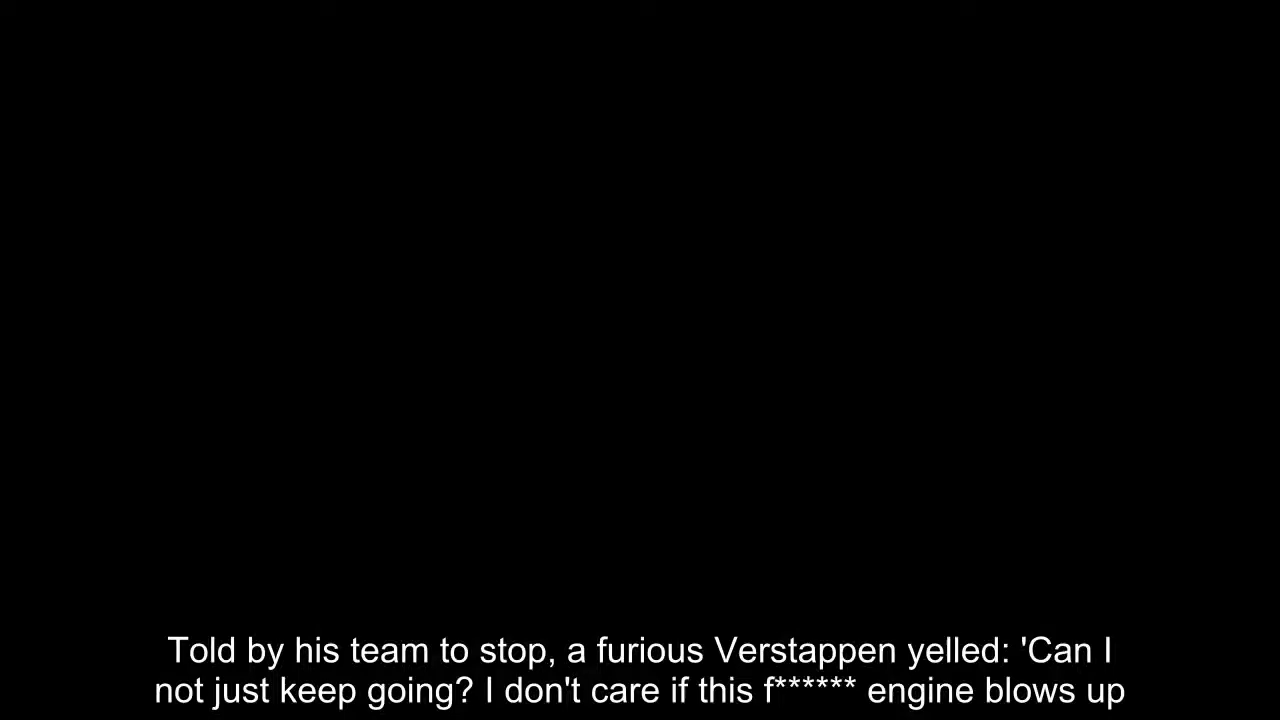 Told by his team to stop, a furious Verstappen yelled: 'Can I
not just keep going? I don't care if this f****** engine blows up